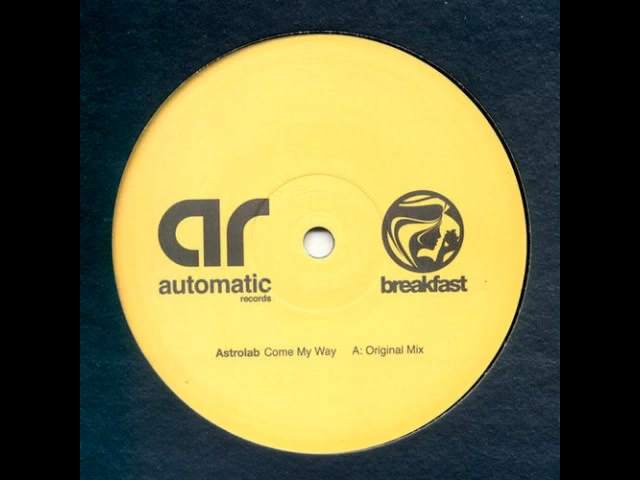 ar
automatic
records
breakfast
Astrolab Come My Way A: Original Mix